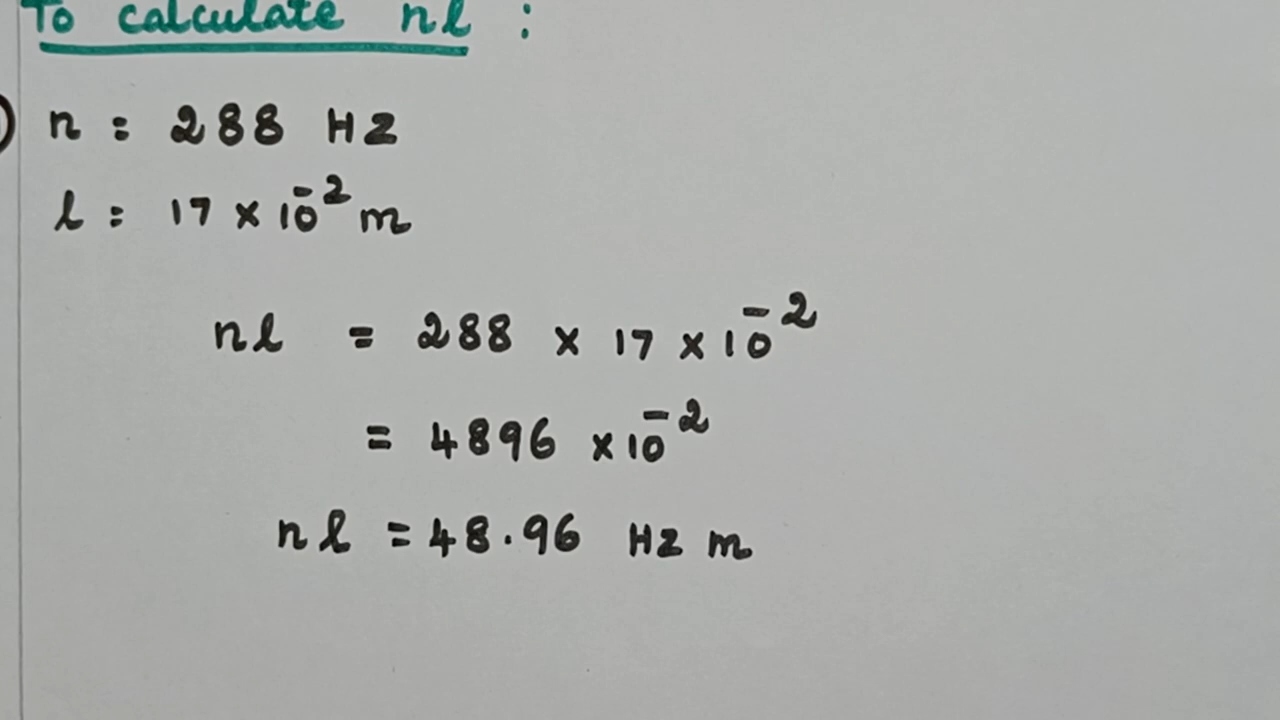 To calculate nl :
) n = 288 HZ
l = 17 × 10⁻² m
nl = 288 × 17 × 10⁻²
= 4896 × 10⁻²
nl = 48.96 HZ m